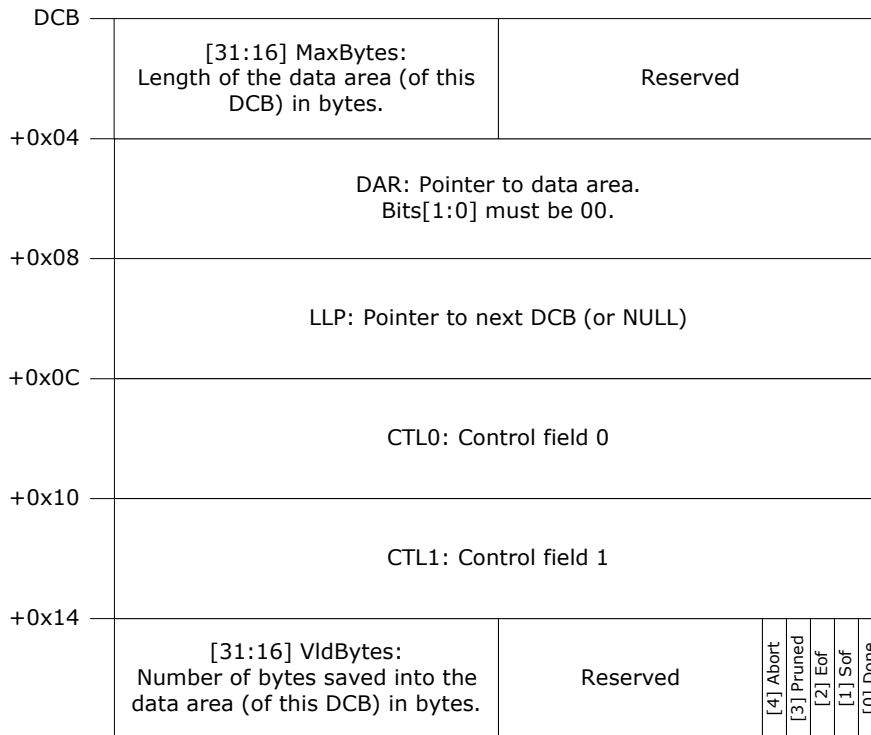 DCB
[31:16] MaxBytes:
Length of the data area (of this
DCB) in bytes.
Reserved
+0x04
DAR: Pointer to data area.
Bits[1:0] must be 00.
+0x08
LLP: Pointer to next DCB (or NULL)
+0x0C
CTL0: Control field 0
+0x10
CTL1: Control field 1
+0x14
[31:16] VldBytes:
Number of bytes saved into the
data area (of this DCB) in bytes.
Reserved
[4] Abort
[3] Pruned
[2] Eof
[1] Sof
[0] Done